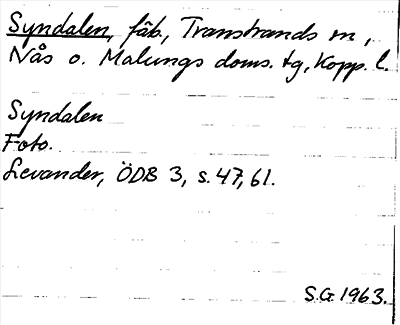 Syndalen, fäb., Transtrands sn,
Nås o. Malungs doms. tg, Kopp. l.
Syndalen
Foto.
Levander, ÖDB 3, s. 47, 61.
S.G. 1963.